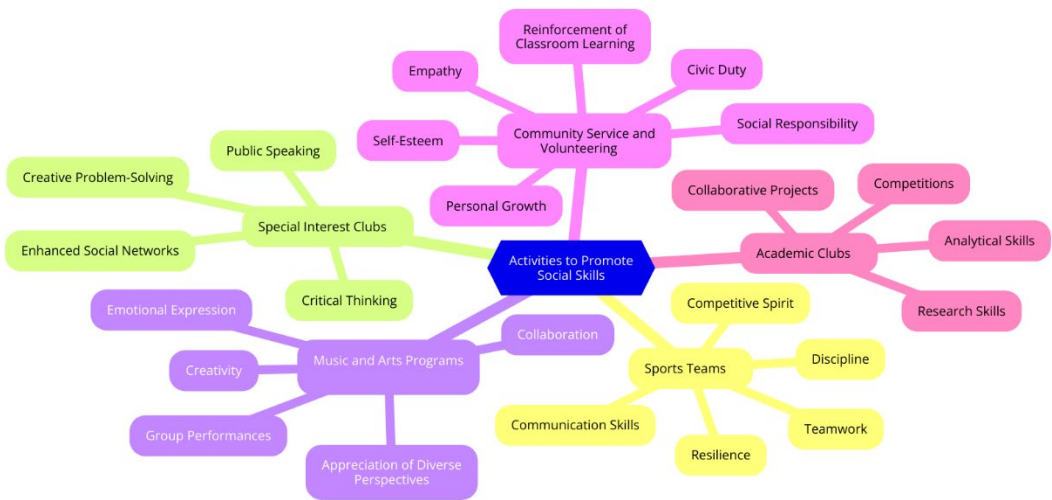 Activities to Promote
Social Skills
Community Service and
Volunteering
Reinforcement of
Classroom Learning
Empathy
Civic Duty
Self-Esteem
Social Responsibility
Personal Growth
Special Interest Clubs
Public Speaking
Creative Problem-Solving
Enhanced Social Networks
Critical Thinking
Academic Clubs
Collaborative Projects
Competitions
Analytical Skills
Research Skills
Music and Arts Programs
Emotional Expression
Collaboration
Creativity
Group Performances
Appreciation of Diverse
Perspectives
Sports Teams
Competitive Spirit
Discipline
Communication Skills
Teamwork
Resilience